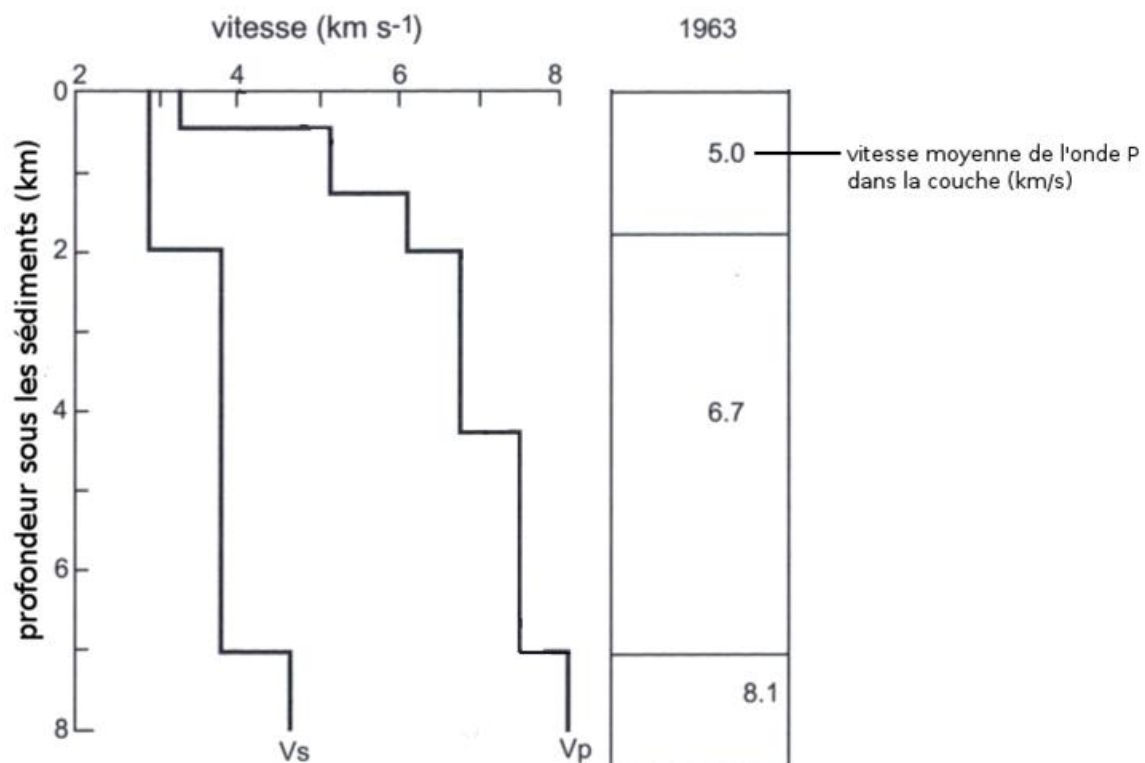 vitesse (km s-1)
1963
2
4
6
8
0
2
4
6
8
profondeur sous les sédiments (km)
5.0
vitesse moyenne de l'onde P
dans la couche (km/s)
6.7
8.1
Vs
Vp